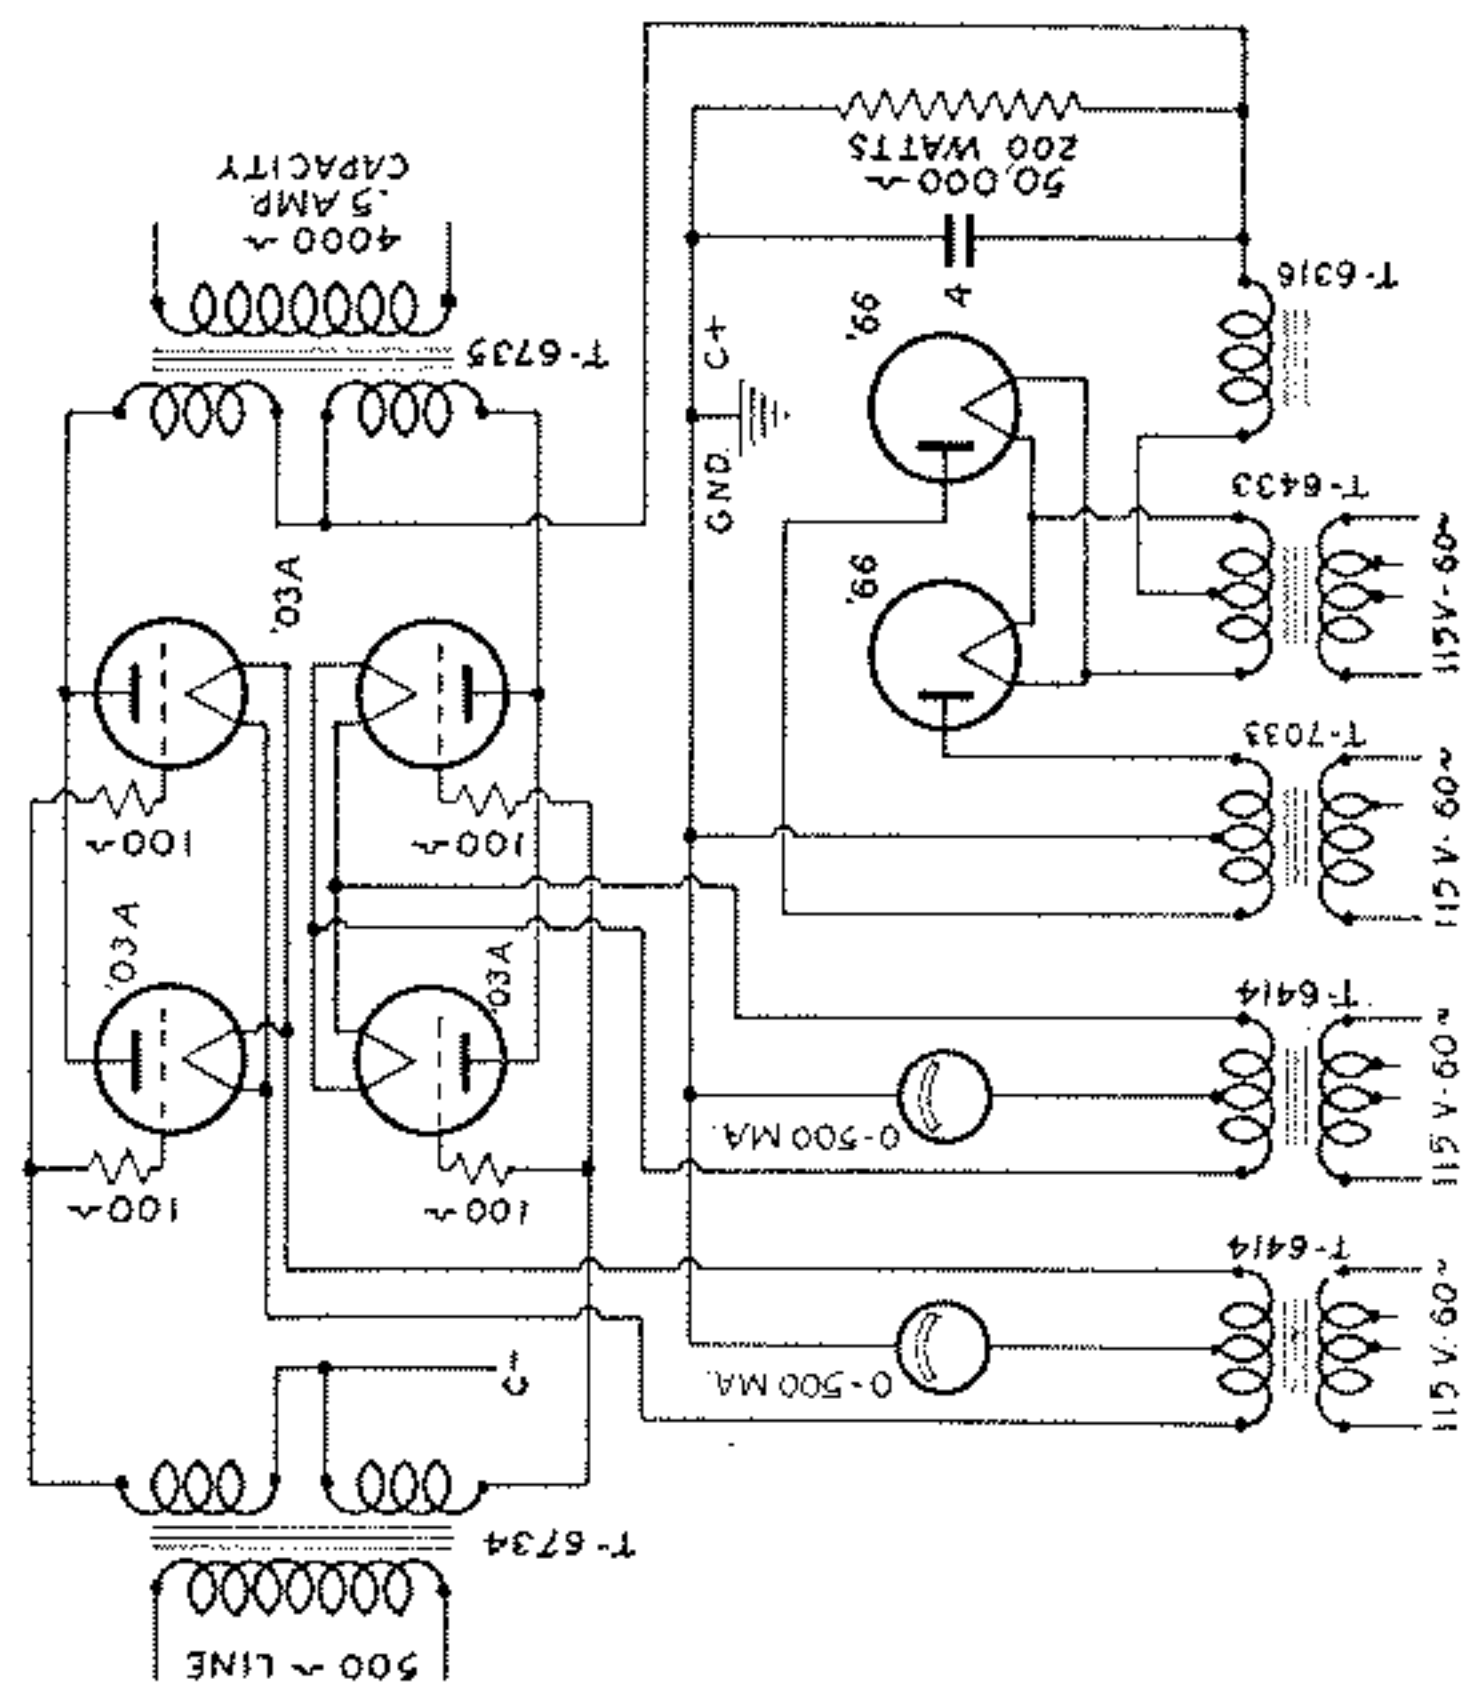 4000 ~
.5 AMP.
CAPACITY
T-6735
50,000 ~
200 WATTS
4
T-6316
C+
GND.
'66
'66
T-6433
115V-60~
'03A
100~
100~
T-7033
115 V-60~
'03A
'03A
100~
100~
T-6414
115 V-60~
0-500 MA.
T-6414
115 V-60~
0-500 MA.
C-
T-6734
500 ~ LINE